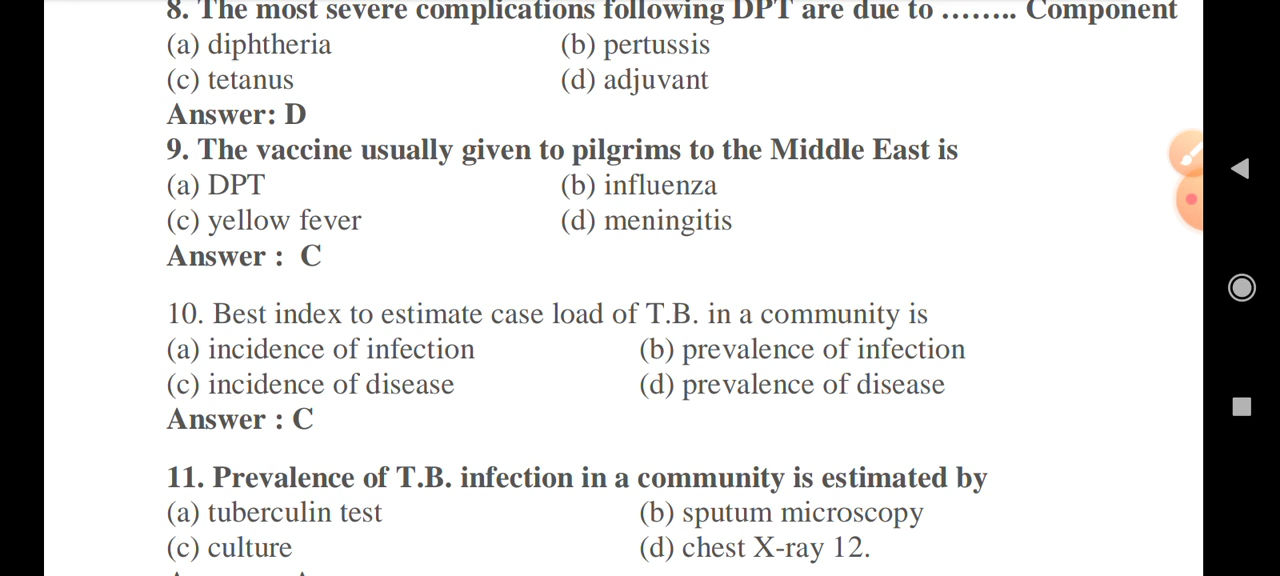 8. The most severe complications following DPT are due to …….. Component
(a) diphtheria (b) pertussis
(c) tetanus (d) adjuvant
Answer: D
9. The vaccine usually given to pilgrims to the Middle East is
(a) DPT (b) influenza
(c) yellow fever (d) meningitis
Answer : C
10. Best index to estimate case load of T.B. in a community is
(a) incidence of infection (b) prevalence of infection
(c) incidence of disease (d) prevalence of disease
Answer : C
11. Prevalence of T.B. infection in a community is estimated by
(a) tuberculin test (b) sputum microscopy
(c) culture (d) chest X-ray 12.